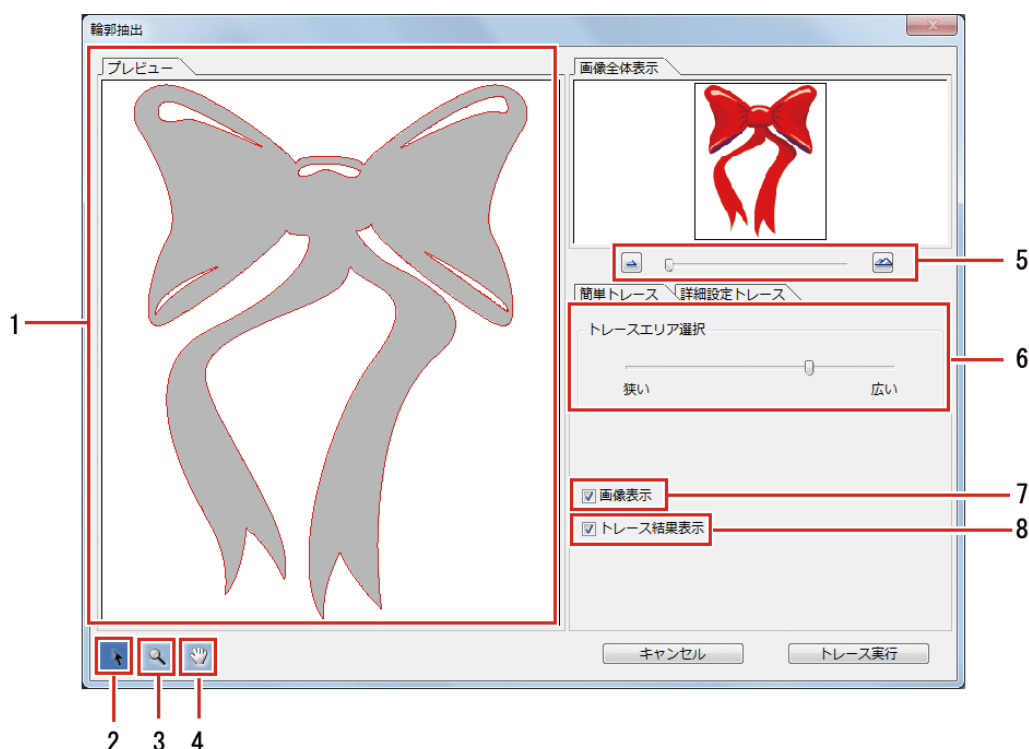 輪郭抽出
プレビュー
画像全体表示
簡単トレース
詳細設定トレース
トレースエリア選択
狭い
広い
画像表示
トレース結果表示
キャンセル
トレース実行
1
2
3
4
5
6
7
8